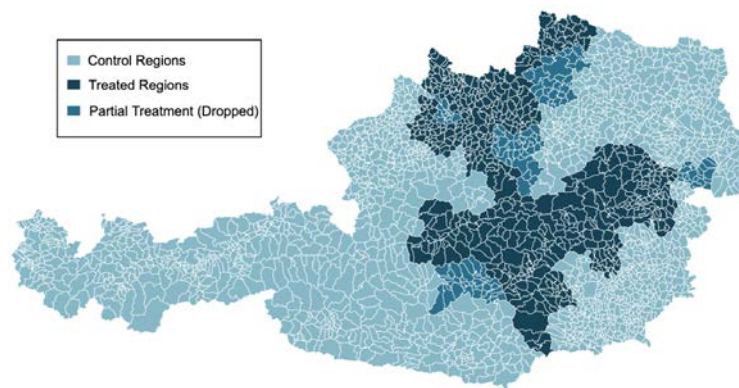 Control Regions
Treated Regions
Partial Treatment (Dropped)